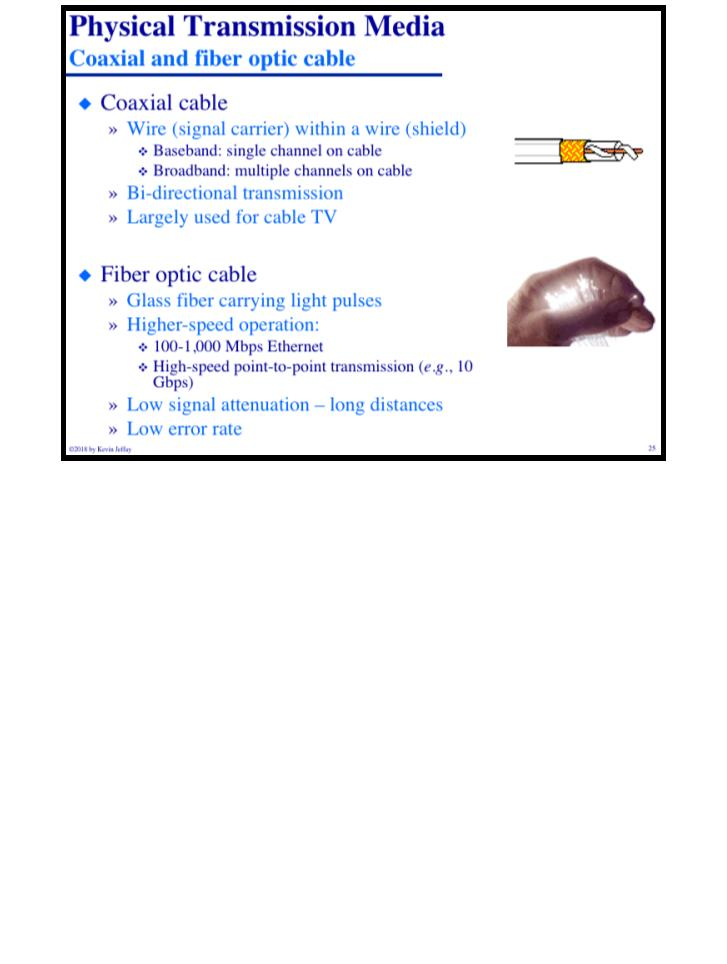 Physical Transmission Media
Coaxial and fiber optic cable
◆ Coaxial cable
» Wire (signal carrier) within a wire (shield)
❖ Baseband: single channel on cable
❖ Broadband: multiple channels on cable
» Bi-directional transmission
» Largely used for cable TV
◆ Fiber optic cable
» Glass fiber carrying light pulses
» Higher-speed operation:
❖ 100-1,000 Mbps Ethernet
❖ High-speed point-to-point transmission (e.g., 10
Gbps)
» Low signal attenuation – long distances
» Low error rate
©2018 by Kevin Jeffay
25